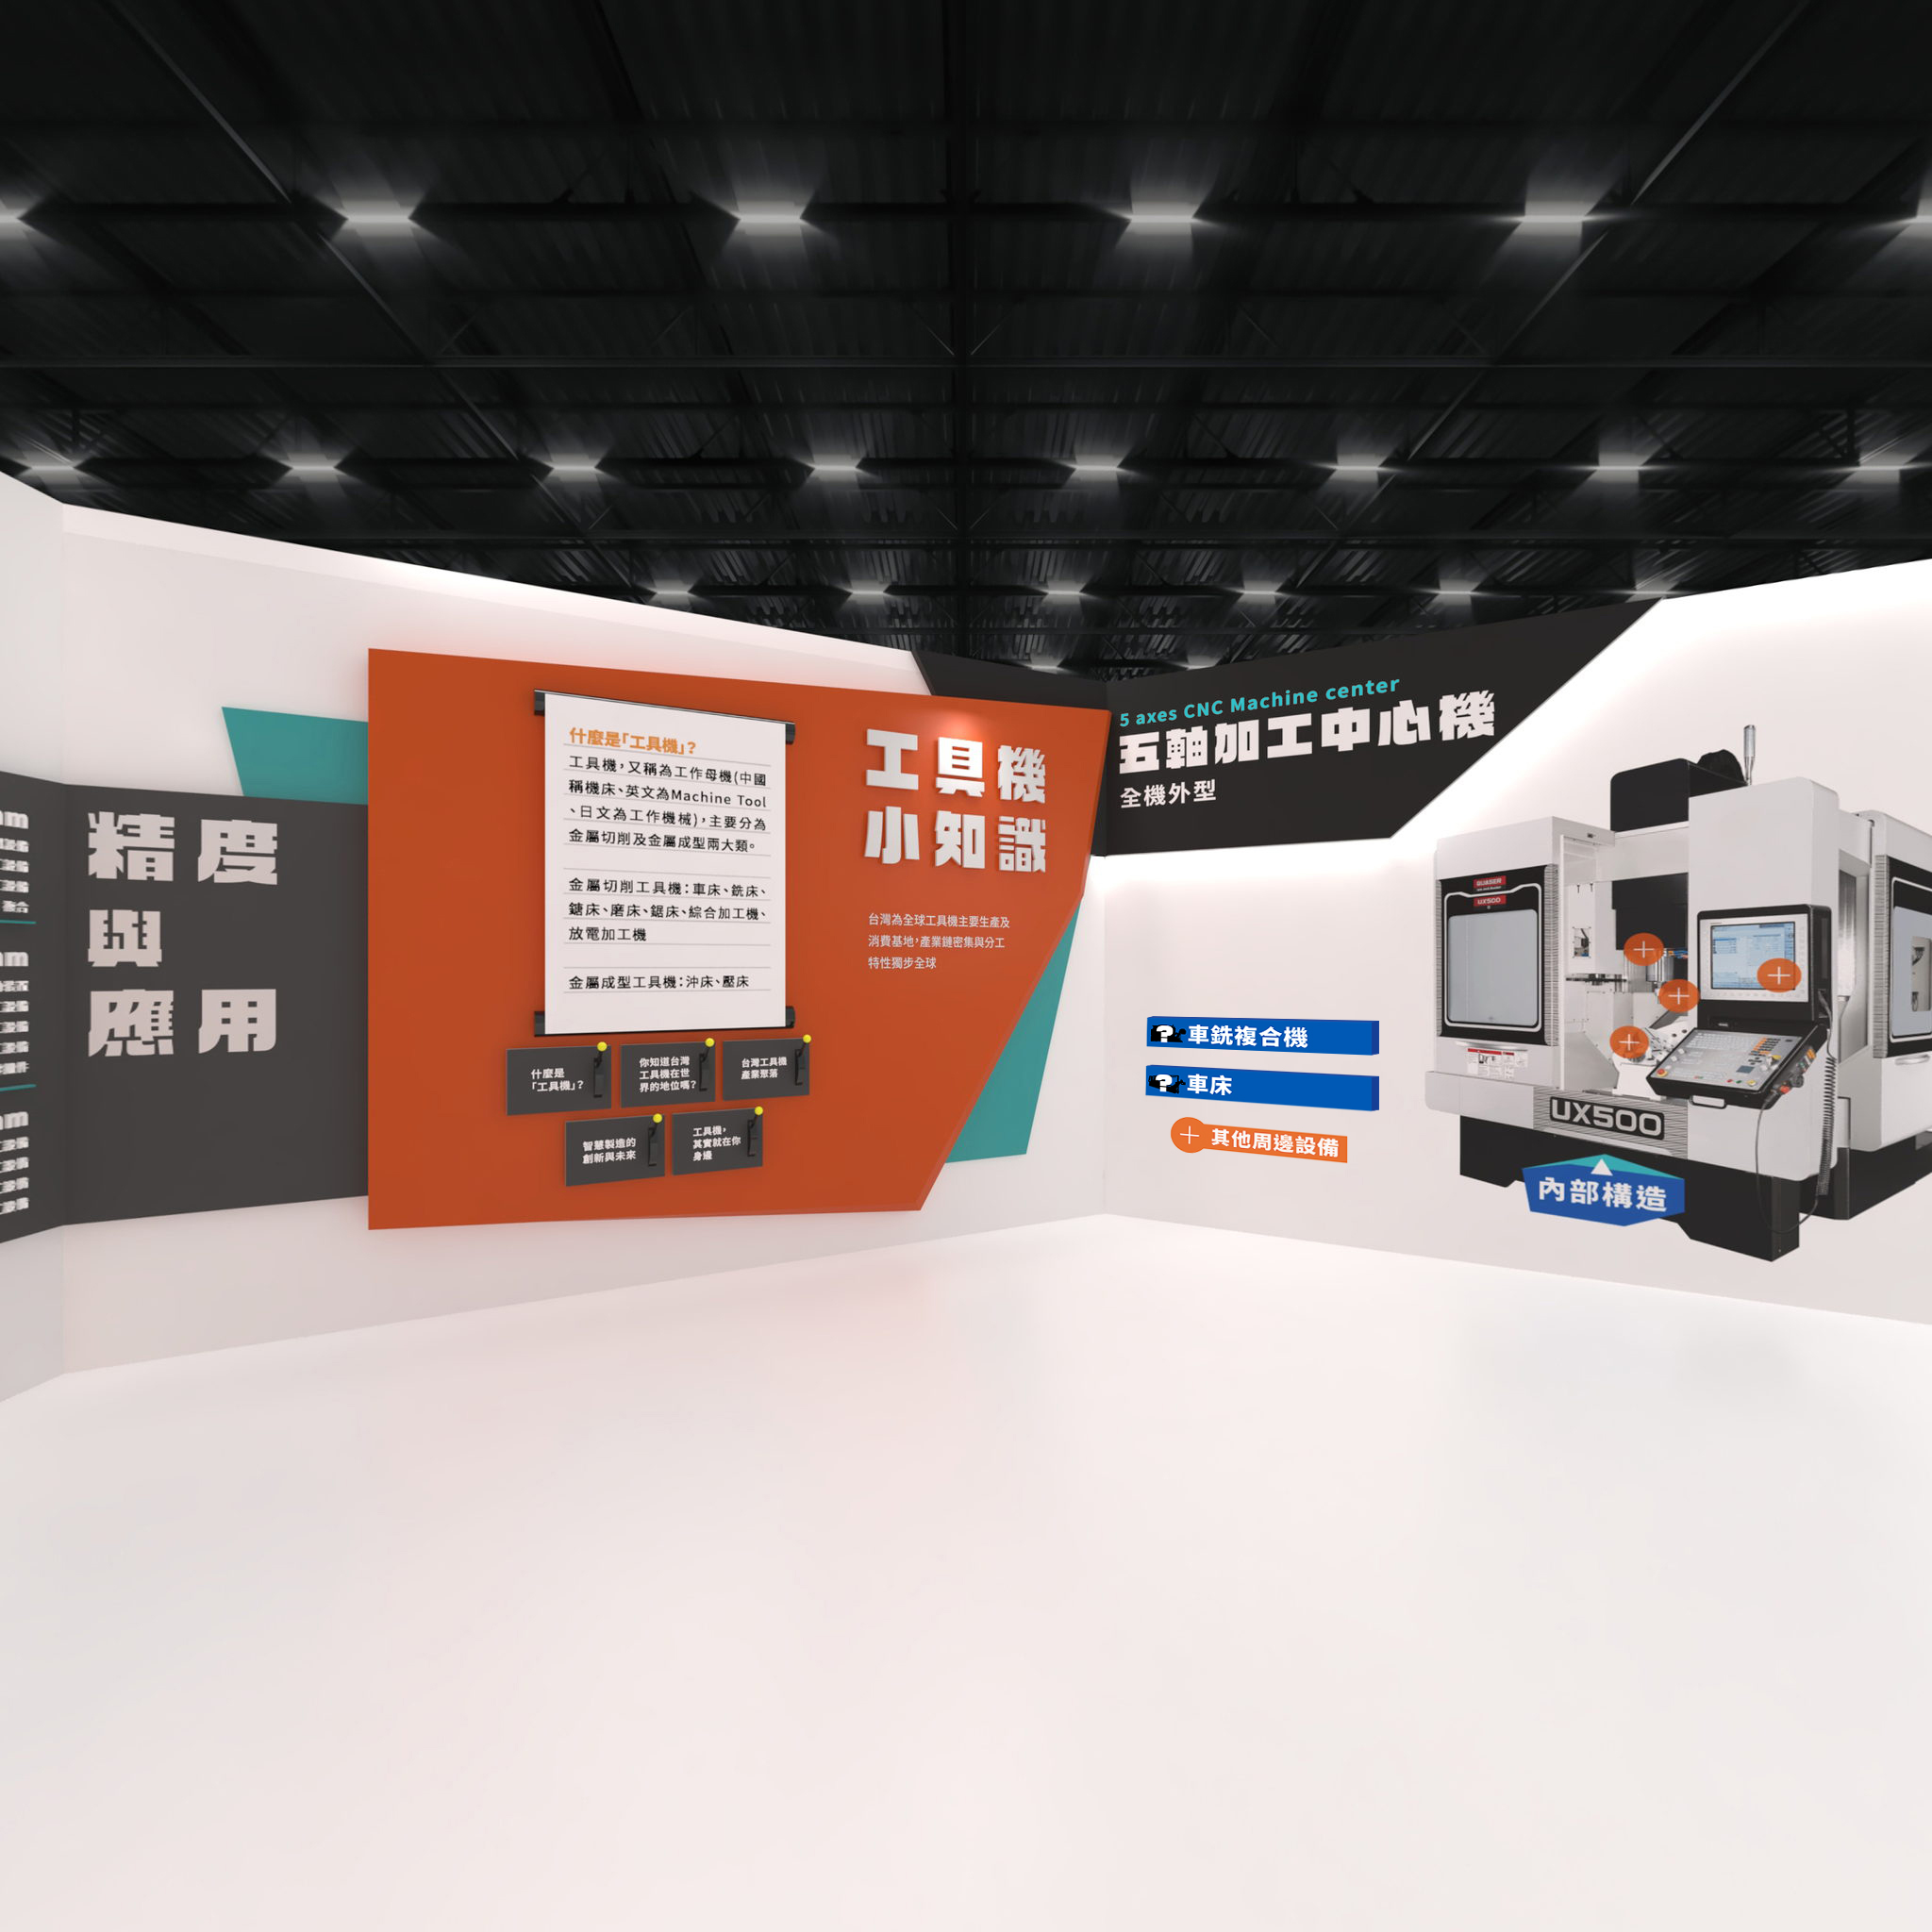 精度
與
應用
什麼是「工具機」?
工具機，又稱為工作母機(中國
稱機床、英文為Machine Tool
、日文為工作機械)，主要分為
金屬切削及金屬成型兩大類。
金屬切削工具機：車床、銑床、
鏜床、磨床、鋸床、綜合加工機、
放電加工機
金屬成型工具機：沖床、壓床
什麼是
「工具機」?
你知道台灣
工具機在世
界的地位嗎?
台灣工具機
產業聚落
智慧製造的
創新與未來
工具機，
其實就在你
身邊
工具機
小知識
台灣為全球工具機主要生產及
消費基地，產業鏈密集與分工
特性獨步全球
5 axes CNC Machine center
五軸加工中心機
全機外型
? 車銑複合機
? 車床
其他周邊設備
QUASER
UX500
UX500
內部構造